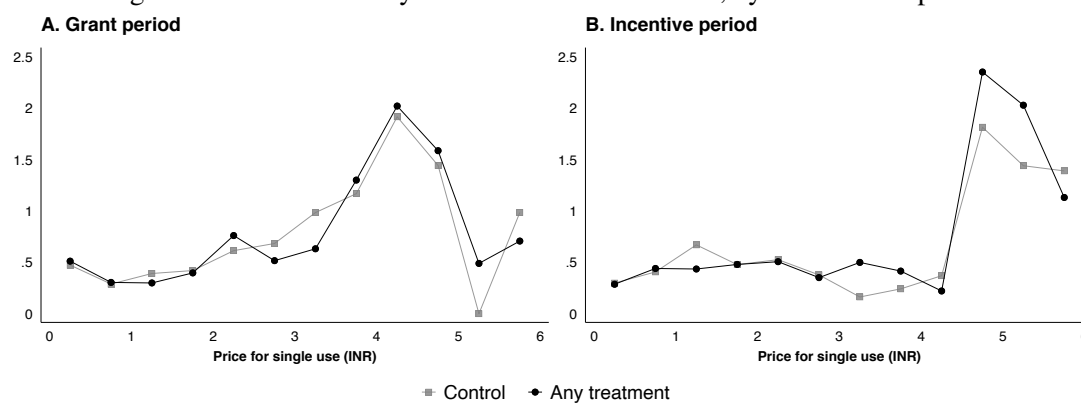 A. Grant period
2.5
2
1.5
1
.5
0
0 1 2 3 4 5 6
Price for single use (INR)
B. Incentive period
2.5
2
1.5
1
.5
0
0 1 2 3 4 5
Price for single use (INR)
Control Any treatment